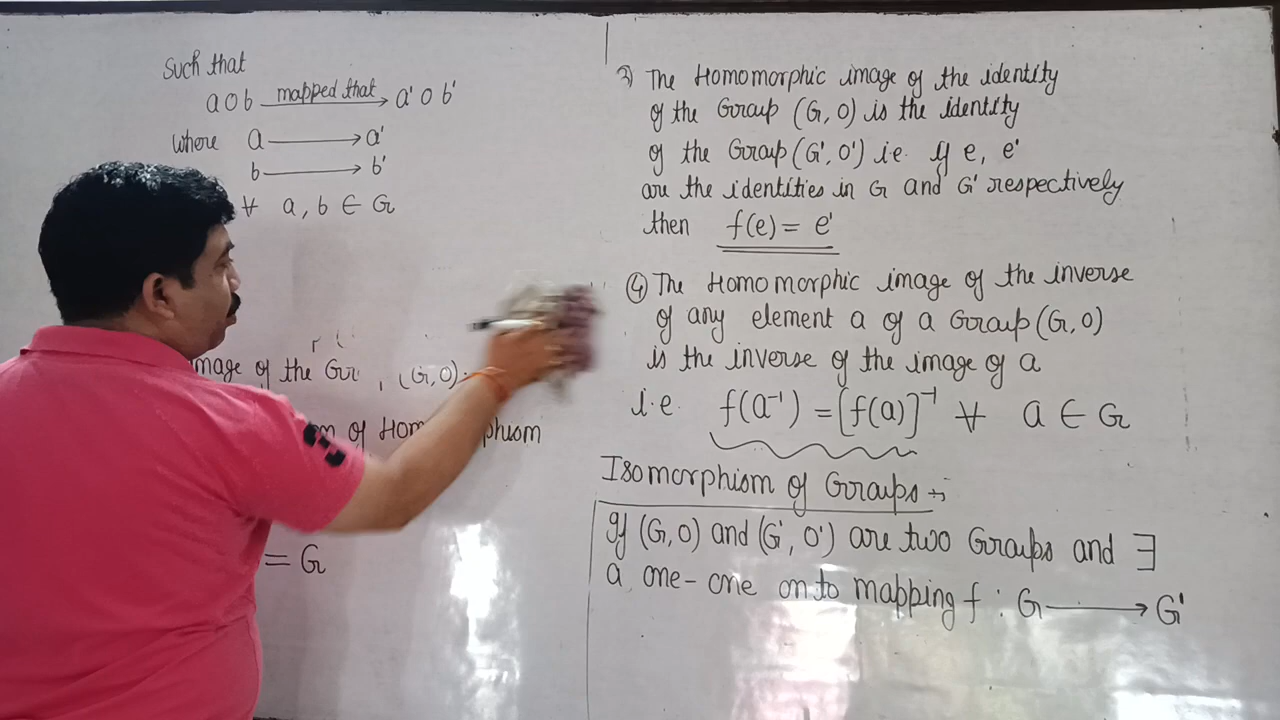 Such that
a o b mapped that → a' o b'
where a → a'
b → b'
∀ a, b ∈ G
image of the Gr (G, o)
of Hom phism
= G
3) The Homomorphic image of the identity
of the Group (G, o) is the identity
of the Group (G', o') i.e. If e, e'
are the identities in G and G' respectively
then f(e) = e'
④ The Homomorphic image of the inverse
of any element a of a Group (G, o)
is the inverse of the image of a
i.e. f(a⁻¹) = [f(a)]⁻¹ ∀ a ∈ G
Isomorphism of Groups :-
If (G, o) and (G', o') are two Groups and ∃
a one-one onto mapping f : G → G'